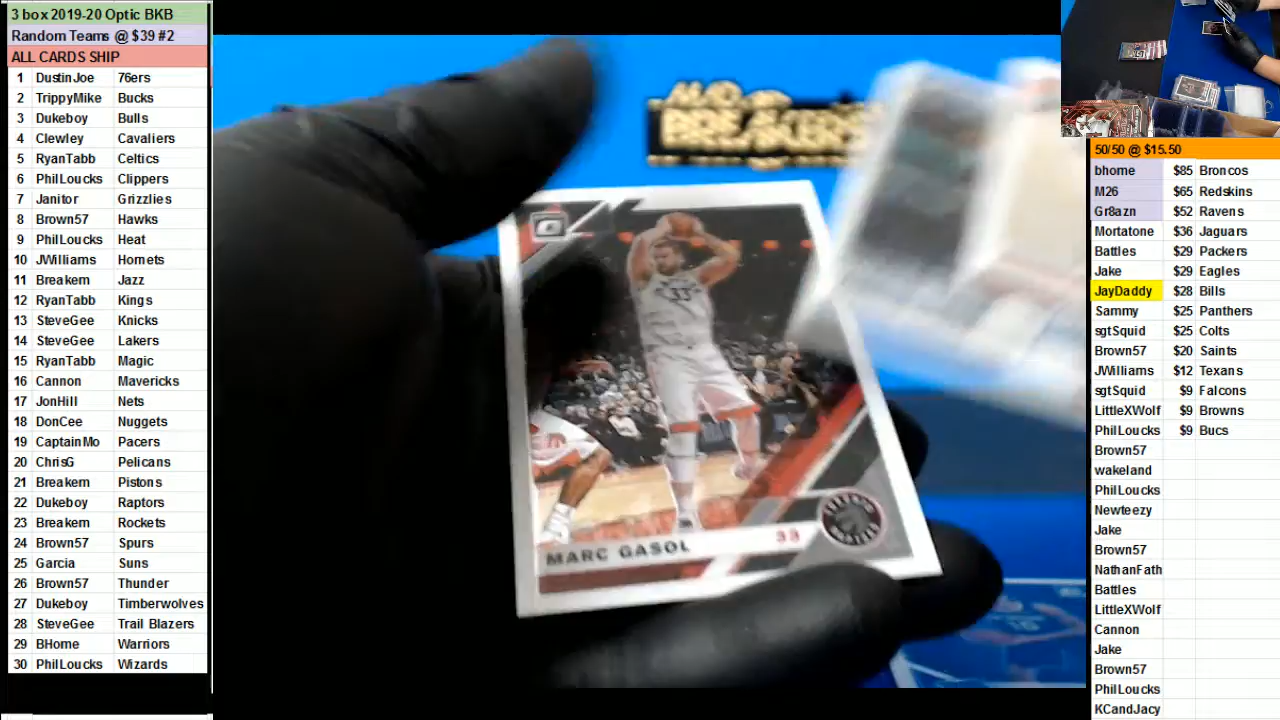 3 box 2019-20 Optic BKB
Random Teams @ $39 #2
ALL CARDS SHIP
1 DustinJoe 76ers
2 TrippyMike Bucks
3 Dukeboy Bulls
4 Clewley Cavaliers
5 RyanTabb Celtics
6 PhilLoucks Clippers
7 Janitor Grizzlies
8 Brown57 Hawks
9 PhilLoucks Heat
10 JWilliams Hornets
11 Breakem Jazz
12 RyanTabb Kings
13 SteveGee Knicks
14 SteveGee Lakers
15 RyanTabb Magic
16 Cannon Mavericks
17 JonHill Nets
18 DonCee Nuggets
19 CaptainMo Pacers
20 ChrisG Pelicans
21 Breakem Pistons
22 Dukeboy Raptors
23 Breakem Rockets
24 Brown57 Spurs
25 Garcia Suns
26 Brown57 Thunder
27 Dukeboy Timberwolves
28 SteveGee Trail Blazers
29 BHome Warriors
30 PhilLoucks Wizards
BREAKERS
33
MARC GASOL 33
50/50 @ $15.50
bhome $85 Broncos
M26 $65 Redskins
Gr8azn $52 Ravens
Mortatone $36 Jaguars
Battles $29 Packers
Jake $29 Eagles
JayDaddy $28 Bills
Sammy $25 Panthers
sgtSquid $25 Colts
Brown57 $20 Saints
JWilliams $12 Texans
sgtSquid $9 Falcons
LittleXWolf $9 Browns
PhilLoucks $9 Bucs
Brown57
wakeland
PhilLoucks
Newteezy
Jake
Brown57
NathanFath
Battles
LittleXWolf
Cannon
Jake
Brown57
PhilLoucks
KCandJacy